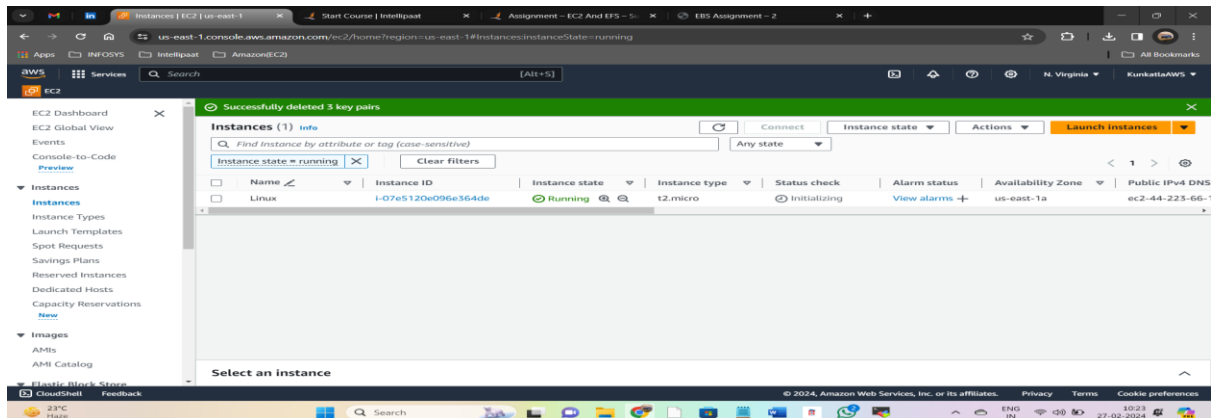 Instances | EC2 | us-east-1
Start Course | Intellipaat
Assignment – EC2 And EFS – S
EBS Assignment – 2
us-east-1.console.aws.amazon.com/ec2/home?region=us-east-1#Instances:instanceState=running
Apps INFOSYS Intellipaat Amazon(EC2) All Bookmarks
aws Services Search [Alt+S] N. Virginia KunkatlaAWS
EC2
Successfully deleted 3 key pairs
EC2 Dashboard
EC2 Global View
Events
Console-to-Code
Preview
Instances
Instances
Instance Types
Launch Templates
Spot Requests
Savings Plans
Reserved Instances
Dedicated Hosts
Capacity Reservations
New
Images
AMIs
AMI Catalog
Elastic Block Store
Instances (1) Info Connect Instance state Actions Launch instances
Find Instance by attribute or tag (case-sensitive) Any state
Instance state = running Clear filters 1
Name Instance ID Instance state Instance type Status check Alarm status Availability Zone Public IPv4 DNS
Linux i-07e5120e096e364de Running t2.micro Initializing View alarms + us-east-1a ec2-44-223-66-1
Select an instance
CloudShell Feedback © 2024, Amazon Web Services, Inc. or its affiliates. Privacy Terms Cookie preferences
23°C
Haze
Search
ENG
IN
10:23
27-02-2024